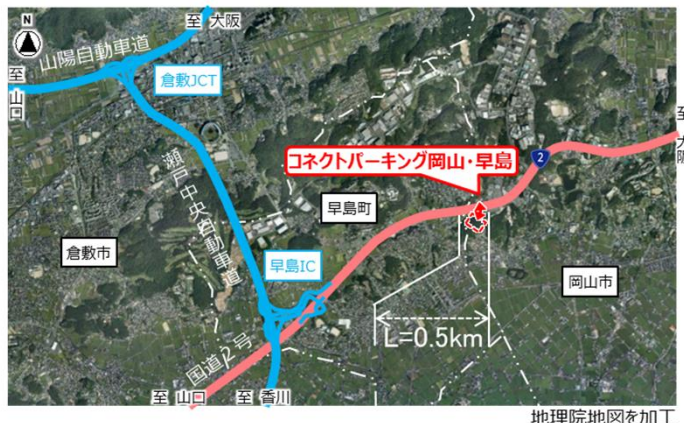 N
至 大阪
山陽自動車道
至 山口
倉敷JCT
至 大阪
2
コネクトパーキング岡山・早島
瀬戸中央自動車道
早島町
倉敷市
早島IC
岡山市
L=0.5km
国道2号
至 山口
至 香川
地理院地図を加工